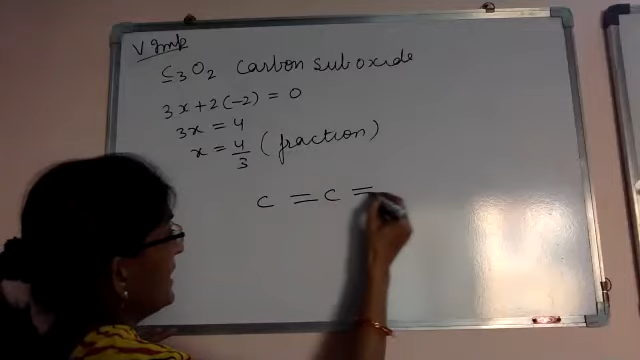 V Imp
C3O2 Carbon suboxide
3x+2(-2) = 0
3x = 4
x = 4/3 (fraction)
C = C =